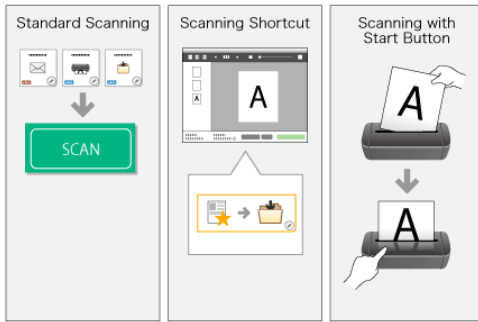 Standard Scanning
SCAN
Scanning Shortcut
A
A
Scanning with
Start Button
A
A